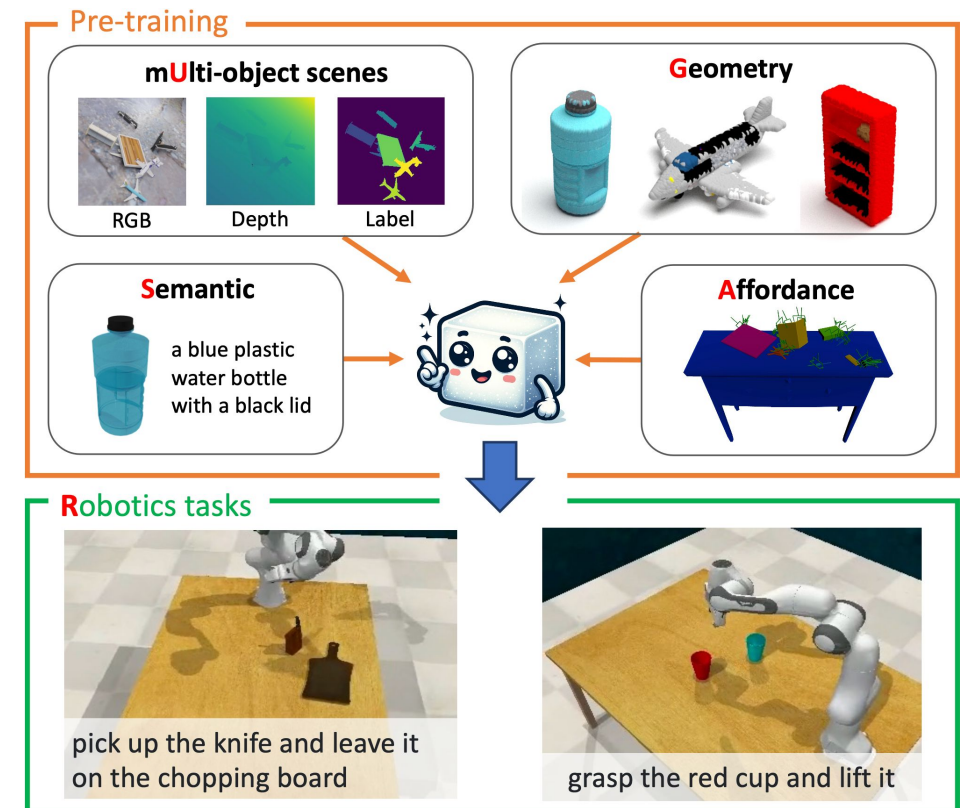 Pre-training
mUlti-object scenes
RGB
Depth
Label
Geometry
Semantic
a blue plastic
water bottle
with a black lid
Affordance
Robotics tasks
pick up the knife and leave it
on the chopping board
grasp the red cup and lift it